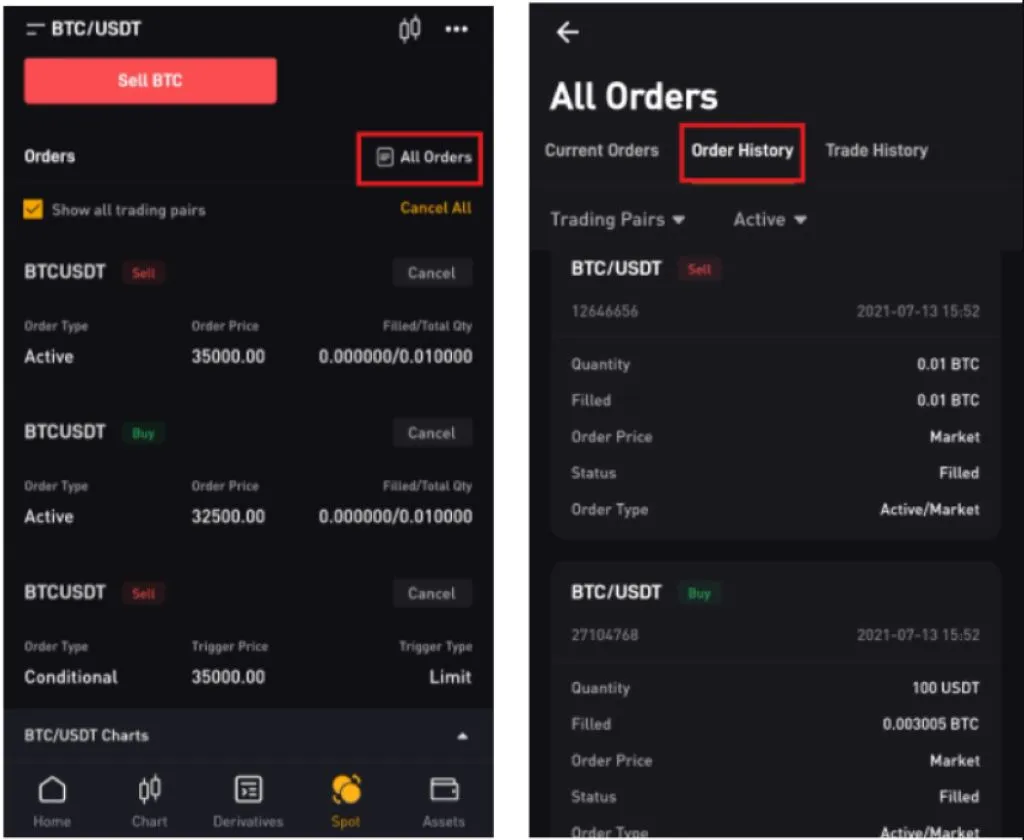 BTC/USDT
Sell BTC
Orders
All Orders
Show all trading pairs
Cancel All
BTCUSDT Sell Cancel
Order Type Order Price Filled/Total Qty
Active 35000.00 0.000000/0.010000
BTCUSDT Buy Cancel
Order Type Order Price Filled/Total Qty
Active 32500.00 0.000000/0.010000
BTCUSDT Sell Cancel
Order Type Trigger Price Trigger Type
Conditional 35000.00 Limit
BTC/USDT Charts
Home Chart Derivatives Spot Assets
All Orders
Current Orders Order History Trade History
Trading Pairs Active
BTC/USDT Sell
12646656 2021-07-13 15:52
Quantity 0.01 BTC
Filled 0.01 BTC
Order Price Market
Status Filled
Order Type Active/Market
BTC/USDT Buy
27104768 2021-07-13 15:52
Quantity 100 USDT
Filled 0.003005 BTC
Order Price Market
Status Filled
Order Type Active/Market